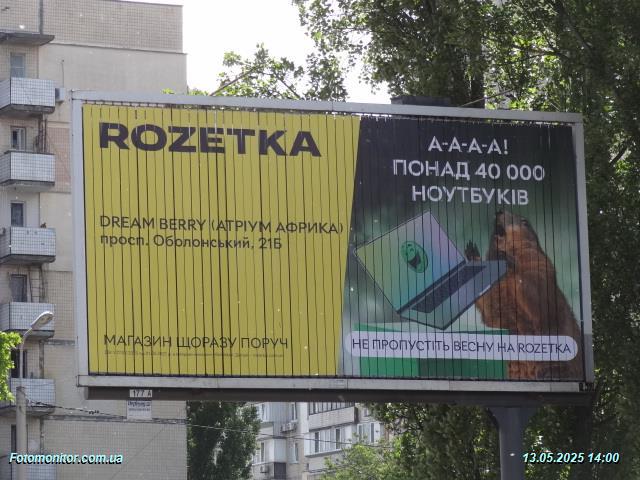 ROZETKA
DREAM BERRY (АТРІУМ АФРИКА)
просп. Оболонський, 21Б
МАГАЗИН ЩОРАЗУ ПОРУЧ
А-А-А-А!
ПОНАД 40 000
НОУТБУКІВ
НЕ ПРОПУСТІТЬ ВЕСНУ НА ROZETKA
177 A
Fotomonitor.com.ua
13.05.2025 14:00